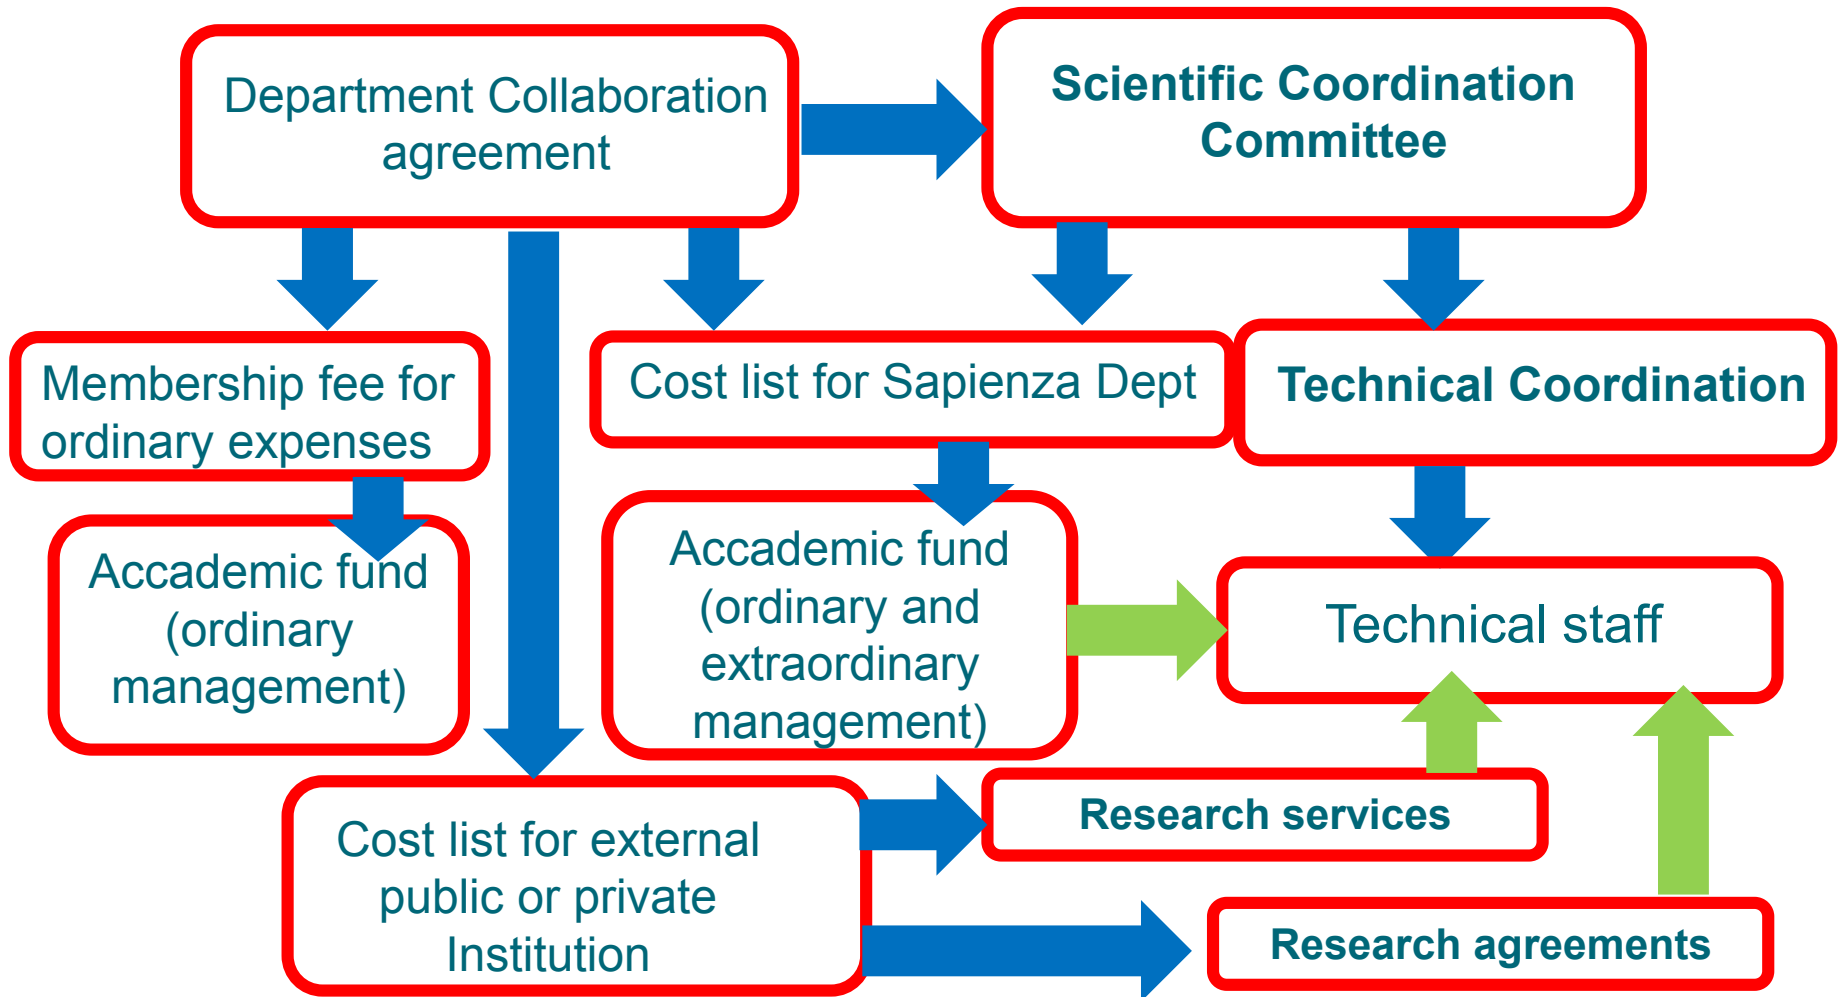 Department Collaboration
agreement
Scientific Coordination
Committee
Membership fee for
ordinary expenses
Cost list for Sapienza Dept
Technical Coordination
Accademic fund
(ordinary
management)
Accademic fund
(ordinary and
extraordinary
management)
Technical staff
Cost list for external
public or private
Institution
Research services
Research agreements